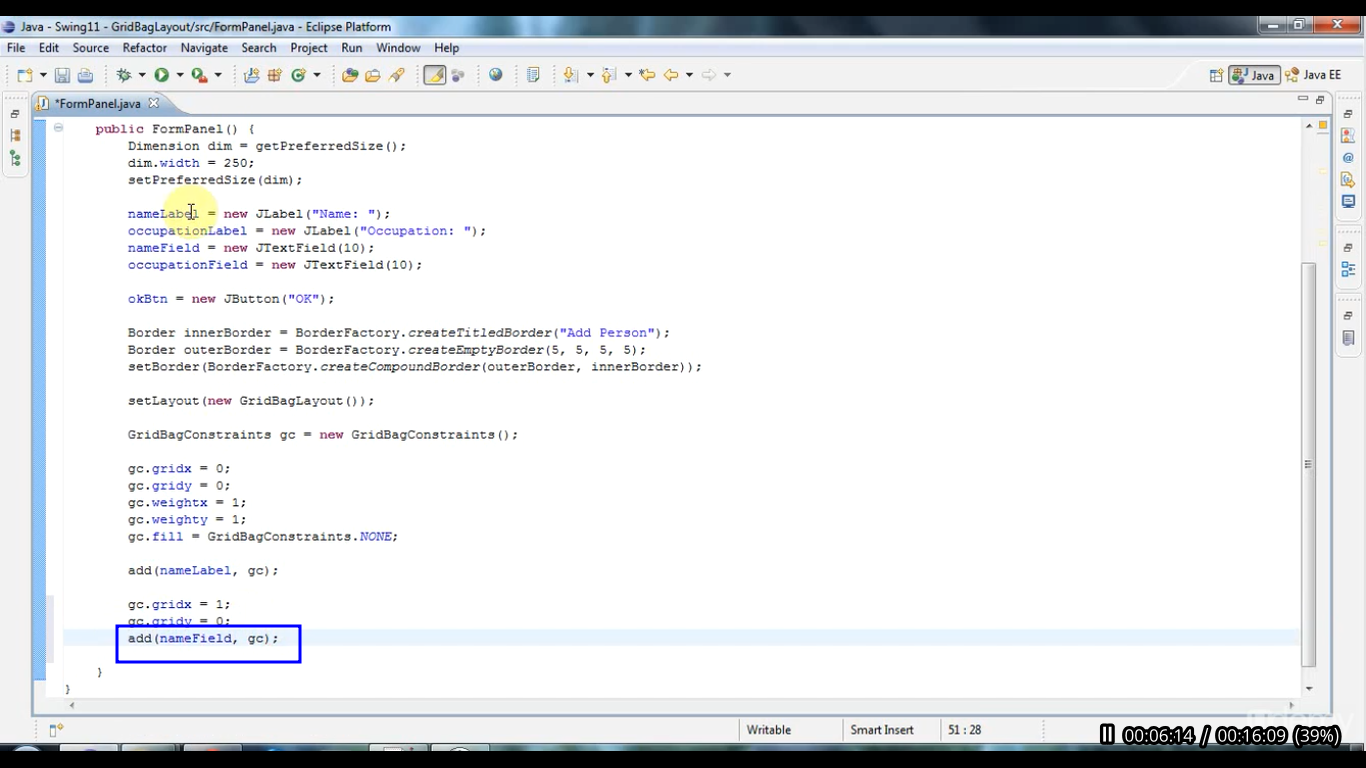 Java - Swing11 - GridBagLayout/src/FormPanel.java - Eclipse Platform
File Edit Source Refactor Navigate Search Project Run Window Help
Java Java EE
*FormPanel.java
public FormPanel() {
Dimension dim = getPreferredSize();
dim.width = 250;
setPreferredSize(dim);
nameLabel = new JLabel("Name: ");
occupationLabel = new JLabel("Occupation: ");
nameField = new JTextField(10);
occupationField = new JTextField(10);
okBtn = new JButton("OK");
Border innerBorder = BorderFactory.createTitledBorder("Add Person");
Border outerBorder = BorderFactory.createEmptyBorder(5, 5, 5, 5);
setBorder(BorderFactory.createCompoundBorder(outerBorder, innerBorder));
setLayout(new GridBagLayout());
GridBagConstraints gc = new GridBagConstraints();
gc.gridx = 0;
gc.gridy = 0;
gc.weightx = 1;
gc.weighty = 1;
gc.fill = GridBagConstraints.NONE;
add(nameLabel, gc);
gc.gridx = 1;
gc.gridy = 0;
add(nameField, gc);
}
}
Writable Smart Insert 51 : 28
00:06:14 / 00:16:09 (39%)